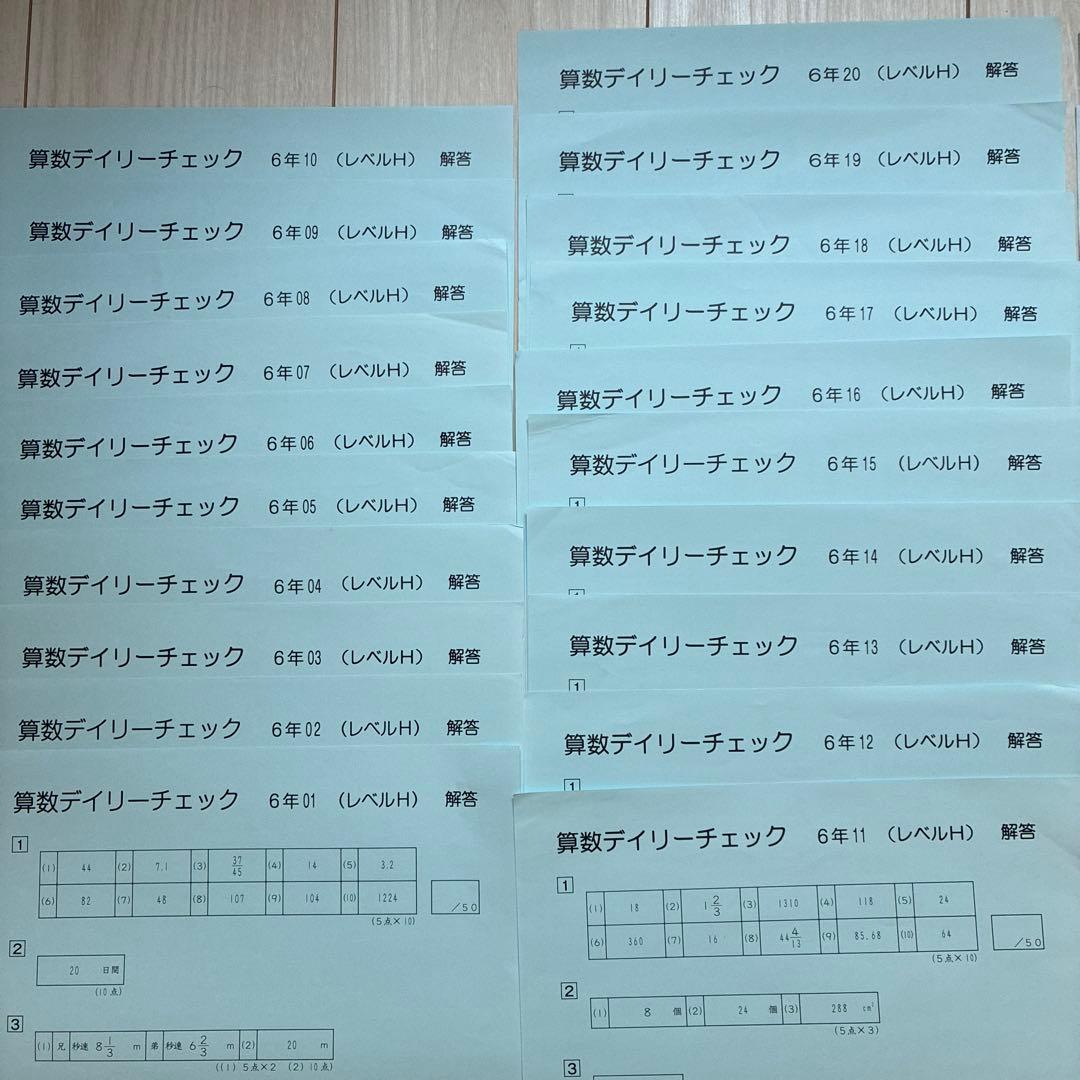 算数デイリーチェック 6年10 (レベルH) 解答
算数デイリーチェック 6年09 (レベルH) 解答
算数デイリーチェック 6年08 (レベルH) 解答
算数デイリーチェック 6年07 (レベルH) 解答
算数デイリーチェック 6年06 (レベルH) 解答
算数デイリーチェック 6年05 (レベルH) 解答
算数デイリーチェック 6年04 (レベルH) 解答
算数デイリーチェック 6年03 (レベルH) 解答
算数デイリーチェック 6年02 (レベルH) 解答
算数デイリーチェック 6年01 (レベルH) 解答
1
(1) 44 (2) 7.1 (3) 37/45 (4) 14 (5) 3.2
(6) 82 (7) 48 (8) 107 (9) 104 (10) 1224 /50
(5点×10)
2
20 日間
(10点)
3
(1) 兄 秒速 8 1/3 m 弟 秒速 6 2/3 m (2) 20 m
((1) 5点×2 (2) 10点)
算数デイリーチェック 6年20 (レベルH) 解答
算数デイリーチェック 6年19 (レベルH) 解答
算数デイリーチェック 6年18 (レベルH) 解答
算数デイリーチェック 6年17 (レベルH) 解答
算数デイリーチェック 6年16 (レベルH) 解答
算数デイリーチェック 6年15 (レベルH) 解答
1
算数デイリーチェック 6年14 (レベルH) 解答
算数デイリーチェック 6年13 (レベルH) 解答
1
算数デイリーチェック 6年12 (レベルH) 解答
1
算数デイリーチェック 6年11 (レベルH) 解答
1
(1) 18 (2) 1 2/3 (3) 1310 (4) 118 (5) 24
(6) 360 (7) 16 (8) 44 4/13 (9) 85.68 (10) 64 /50
(5点×10)
2
(1) 8 個 (2) 24 個 (3) 288 cm²
(5点×3)
3